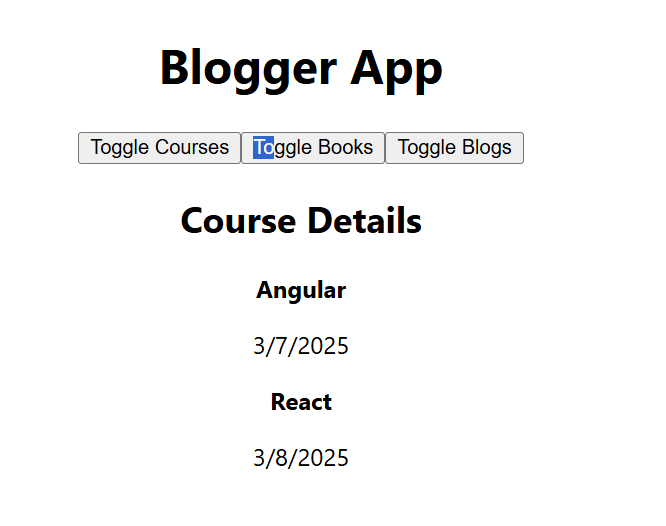 Blogger App
Toggle Courses Toggle Books Toggle Blogs
Course Details
Angular
3/7/2025
React
3/8/2025